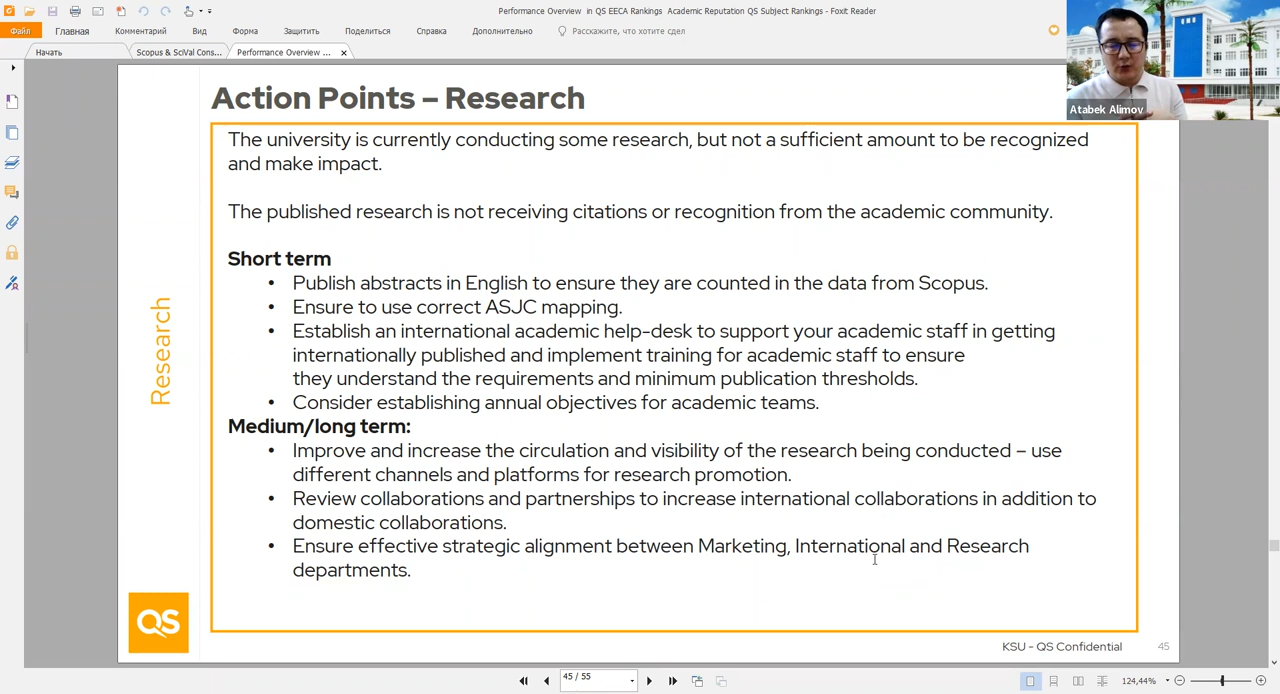 Performance Overview in QS EECA Rankings Academic Reputation QS Subject Rankings - Foxit Reader
Файл
Главная
Комментарий
Вид
Форма
Защитить
Поделиться
Справка
Дополнительно
Расскажите, что хотите сдел
Начать
Scopus & SciVal Cons...
Performance Overview ...
Atabek Alimov
Action Points – Research
The university is currently conducting some research, but not a sufficient amount to be recognized
and make impact.
The published research is not receiving citations or recognition from the academic community.
Short term
• Publish abstracts in English to ensure they are counted in the data from Scopus.
• Ensure to use correct ASJC mapping.
• Establish an international academic help-desk to support your academic staff in getting
internationally published and implement training for academic staff to ensure
they understand the requirements and minimum publication thresholds.
• Consider establishing annual objectives for academic teams.
Medium/long term:
• Improve and increase the circulation and visibility of the research being conducted – use
different channels and platforms for research promotion.
• Review collaborations and partnerships to increase international collaborations in addition to
domestic collaborations.
• Ensure effective strategic alignment between Marketing, International and Research
departments.
Research
QS
KSU - QS Confidential
45
45 / 55
124,44%